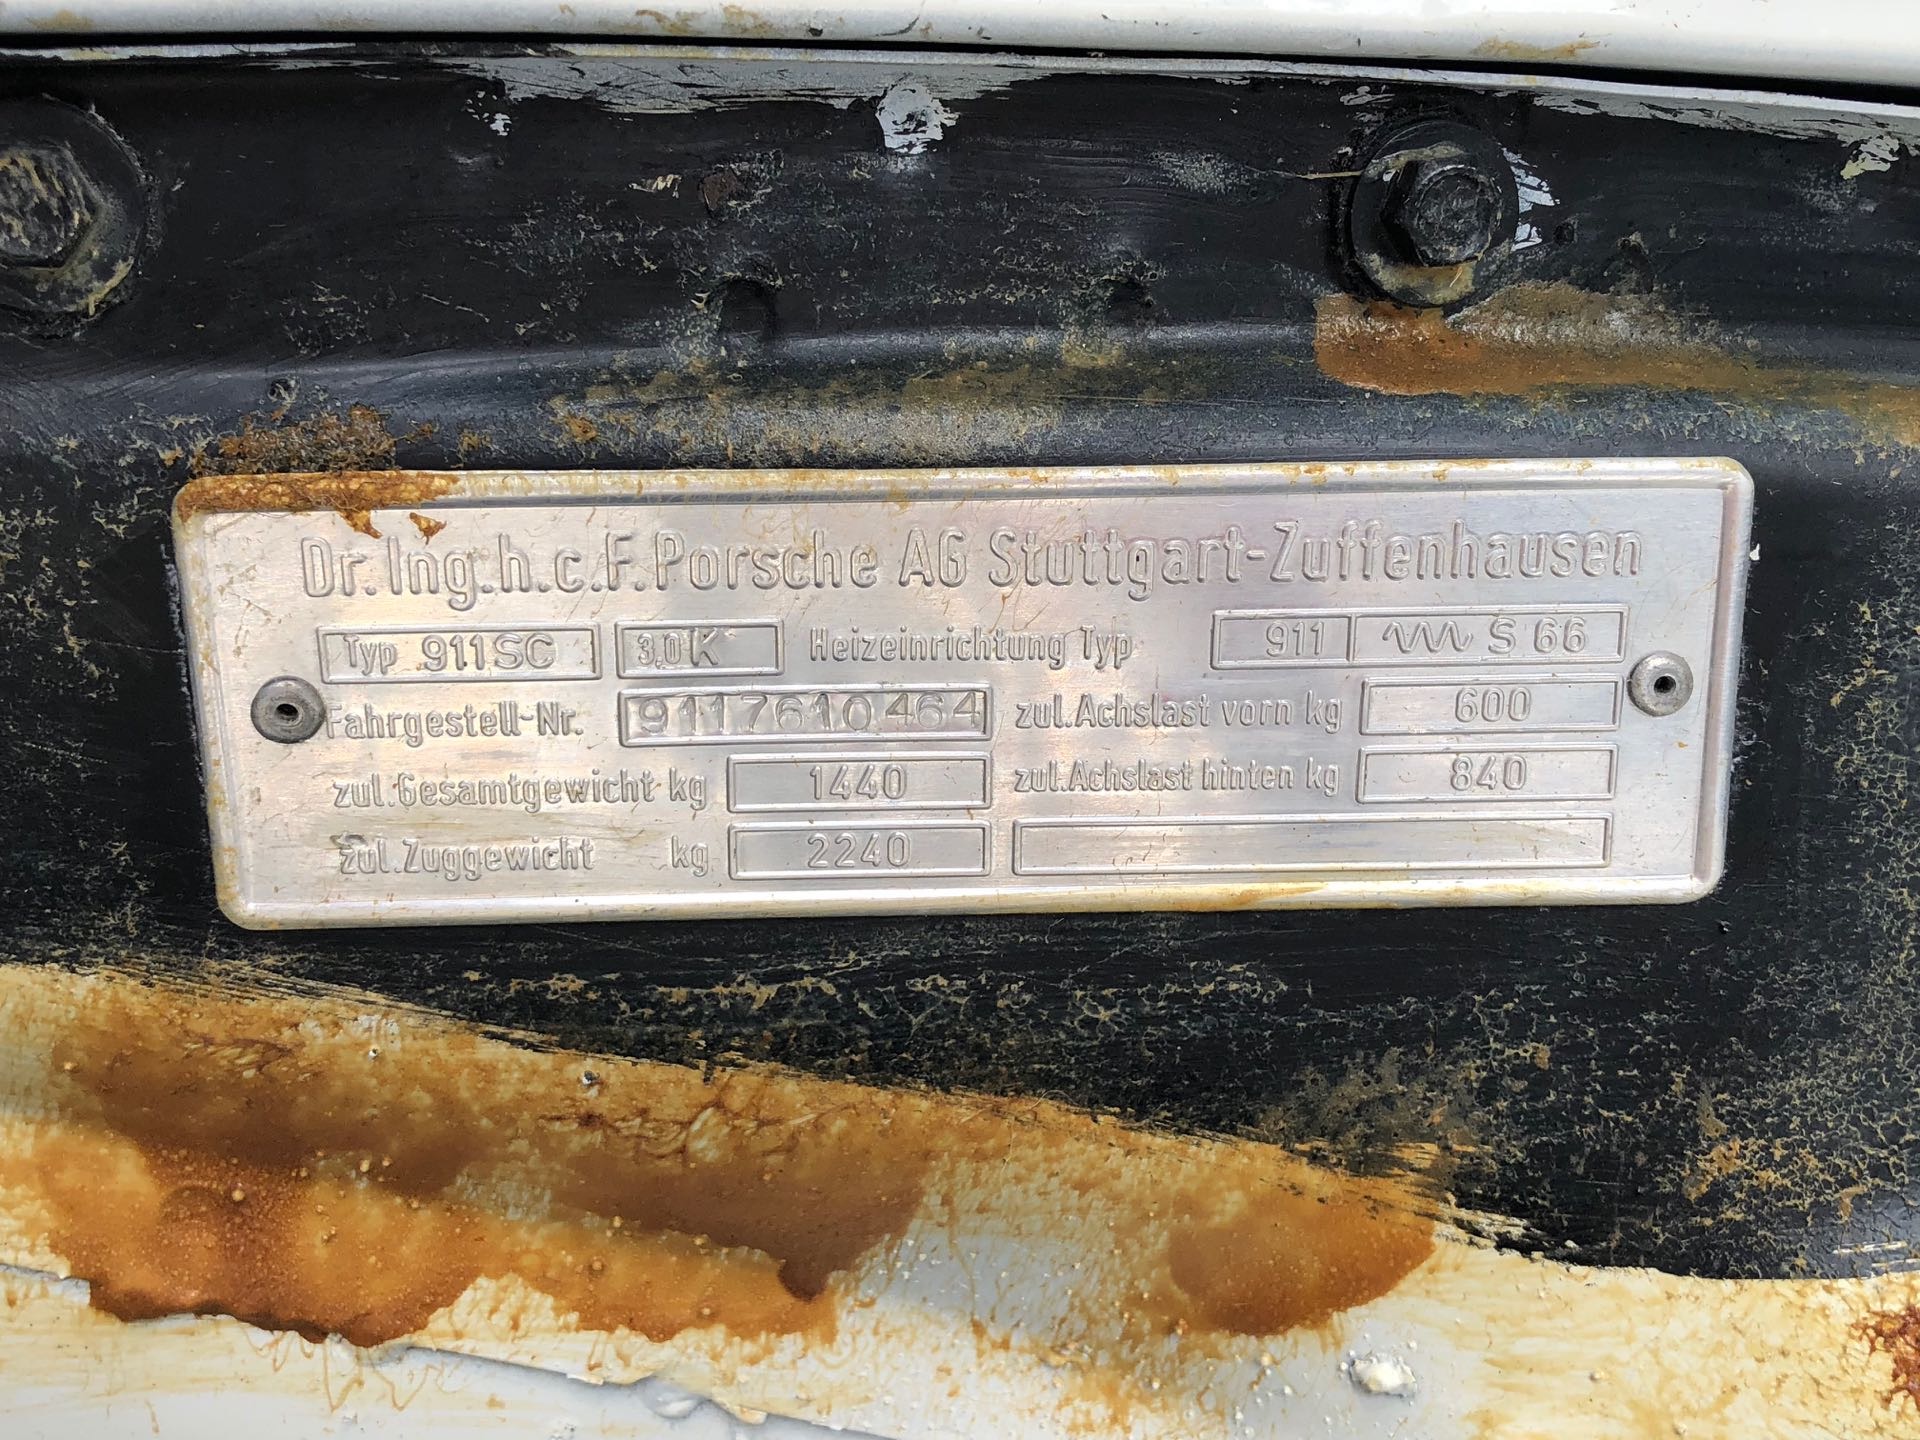 Dr. Ing. h. c. F. Porsche AG Stuttgart-Zuffenhausen
Typ 911SC 3,0 K Heizeinrichtung Typ 911 ~ S 66
Fahrgestell-Nr. 9117610464 zul. Achslast vorn kg 600
zul. Gesamtgewicht kg 1440 zul. Achslast hinten kg 840
zul. Zuggewicht kg 2240